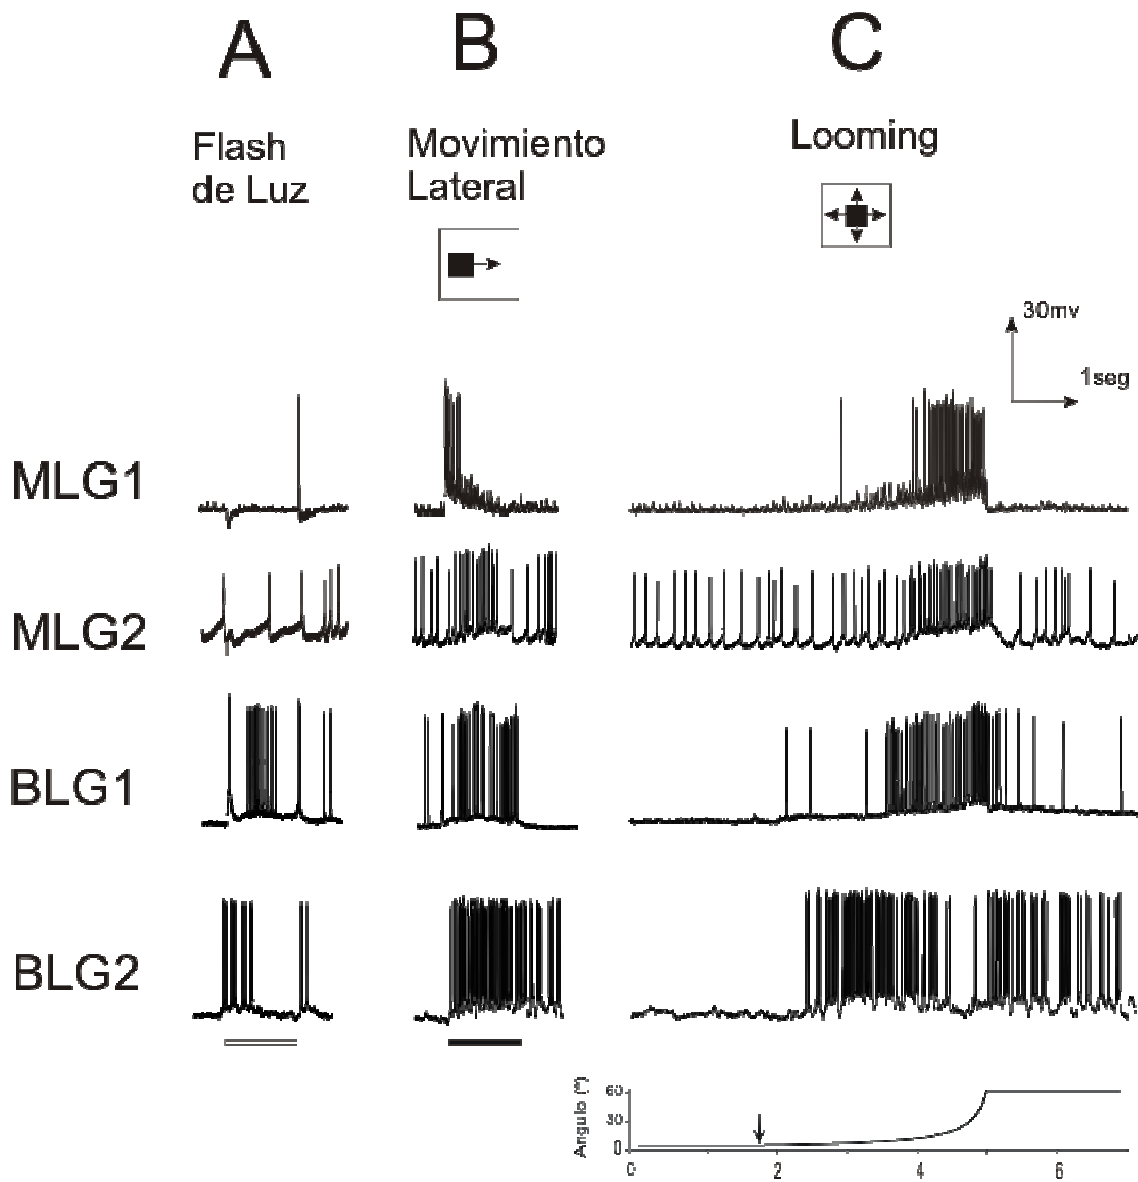 A
B
C
Flash
de Luz
Movimiento
Lateral
Looming
30mv
1seg
MLG1
MLG2
BLG1
BLG2
Angulo (°)
60
30
0
0
2
4
6